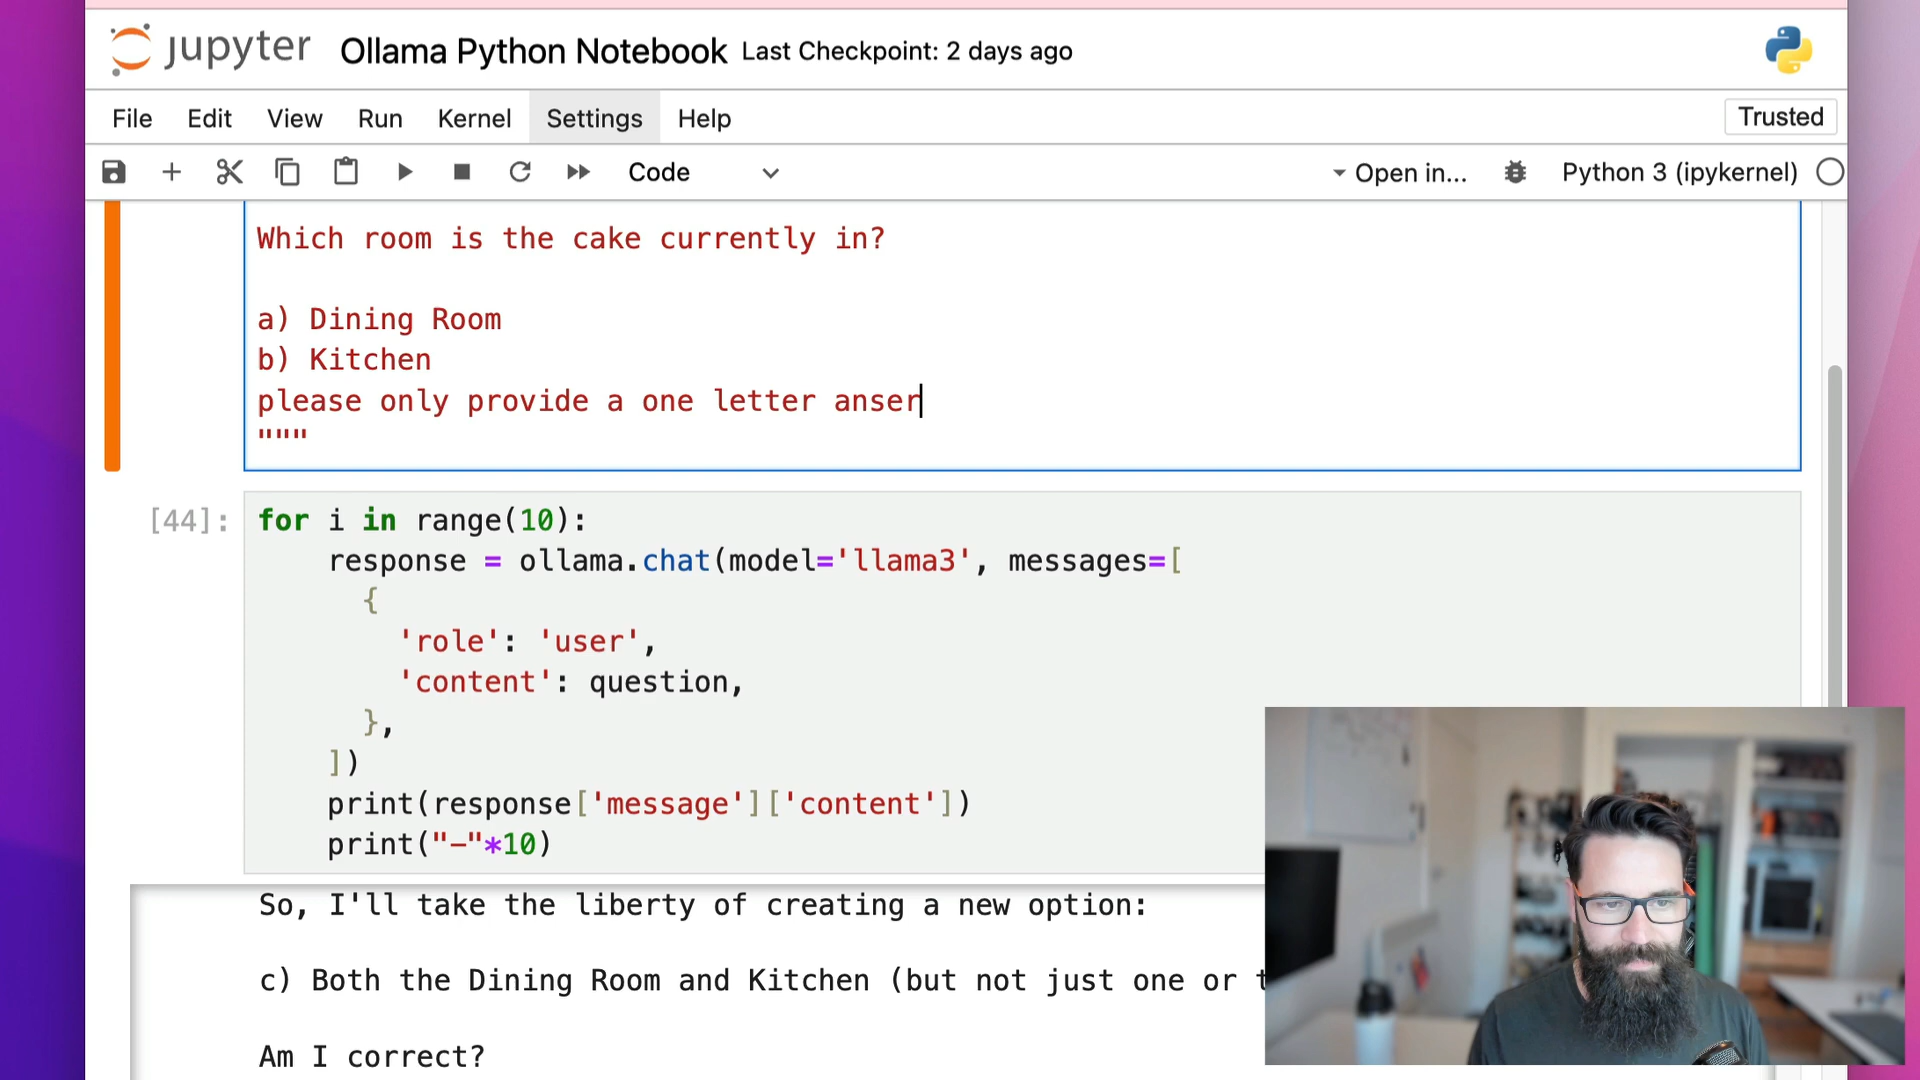 jupyter Ollama Python Notebook Last Checkpoint: 2 days ago
File Edit View Run Kernel Settings Help Trusted
Code Open in... Python 3 (ipykernel)
Which room is the cake currently in?
a) Dining Room
b) Kitchen
please only provide a one letter anser
"""
[44]: for i in range(10):
response = ollama.chat(model='llama3', messages=[
{
'role': 'user',
'content': question,
},
])
print(response['message']['content'])
print("—"*10)
So, I'll take the liberty of creating a new option:
c) Both the Dining Room and Kitchen (but not just one or
Am I correct?